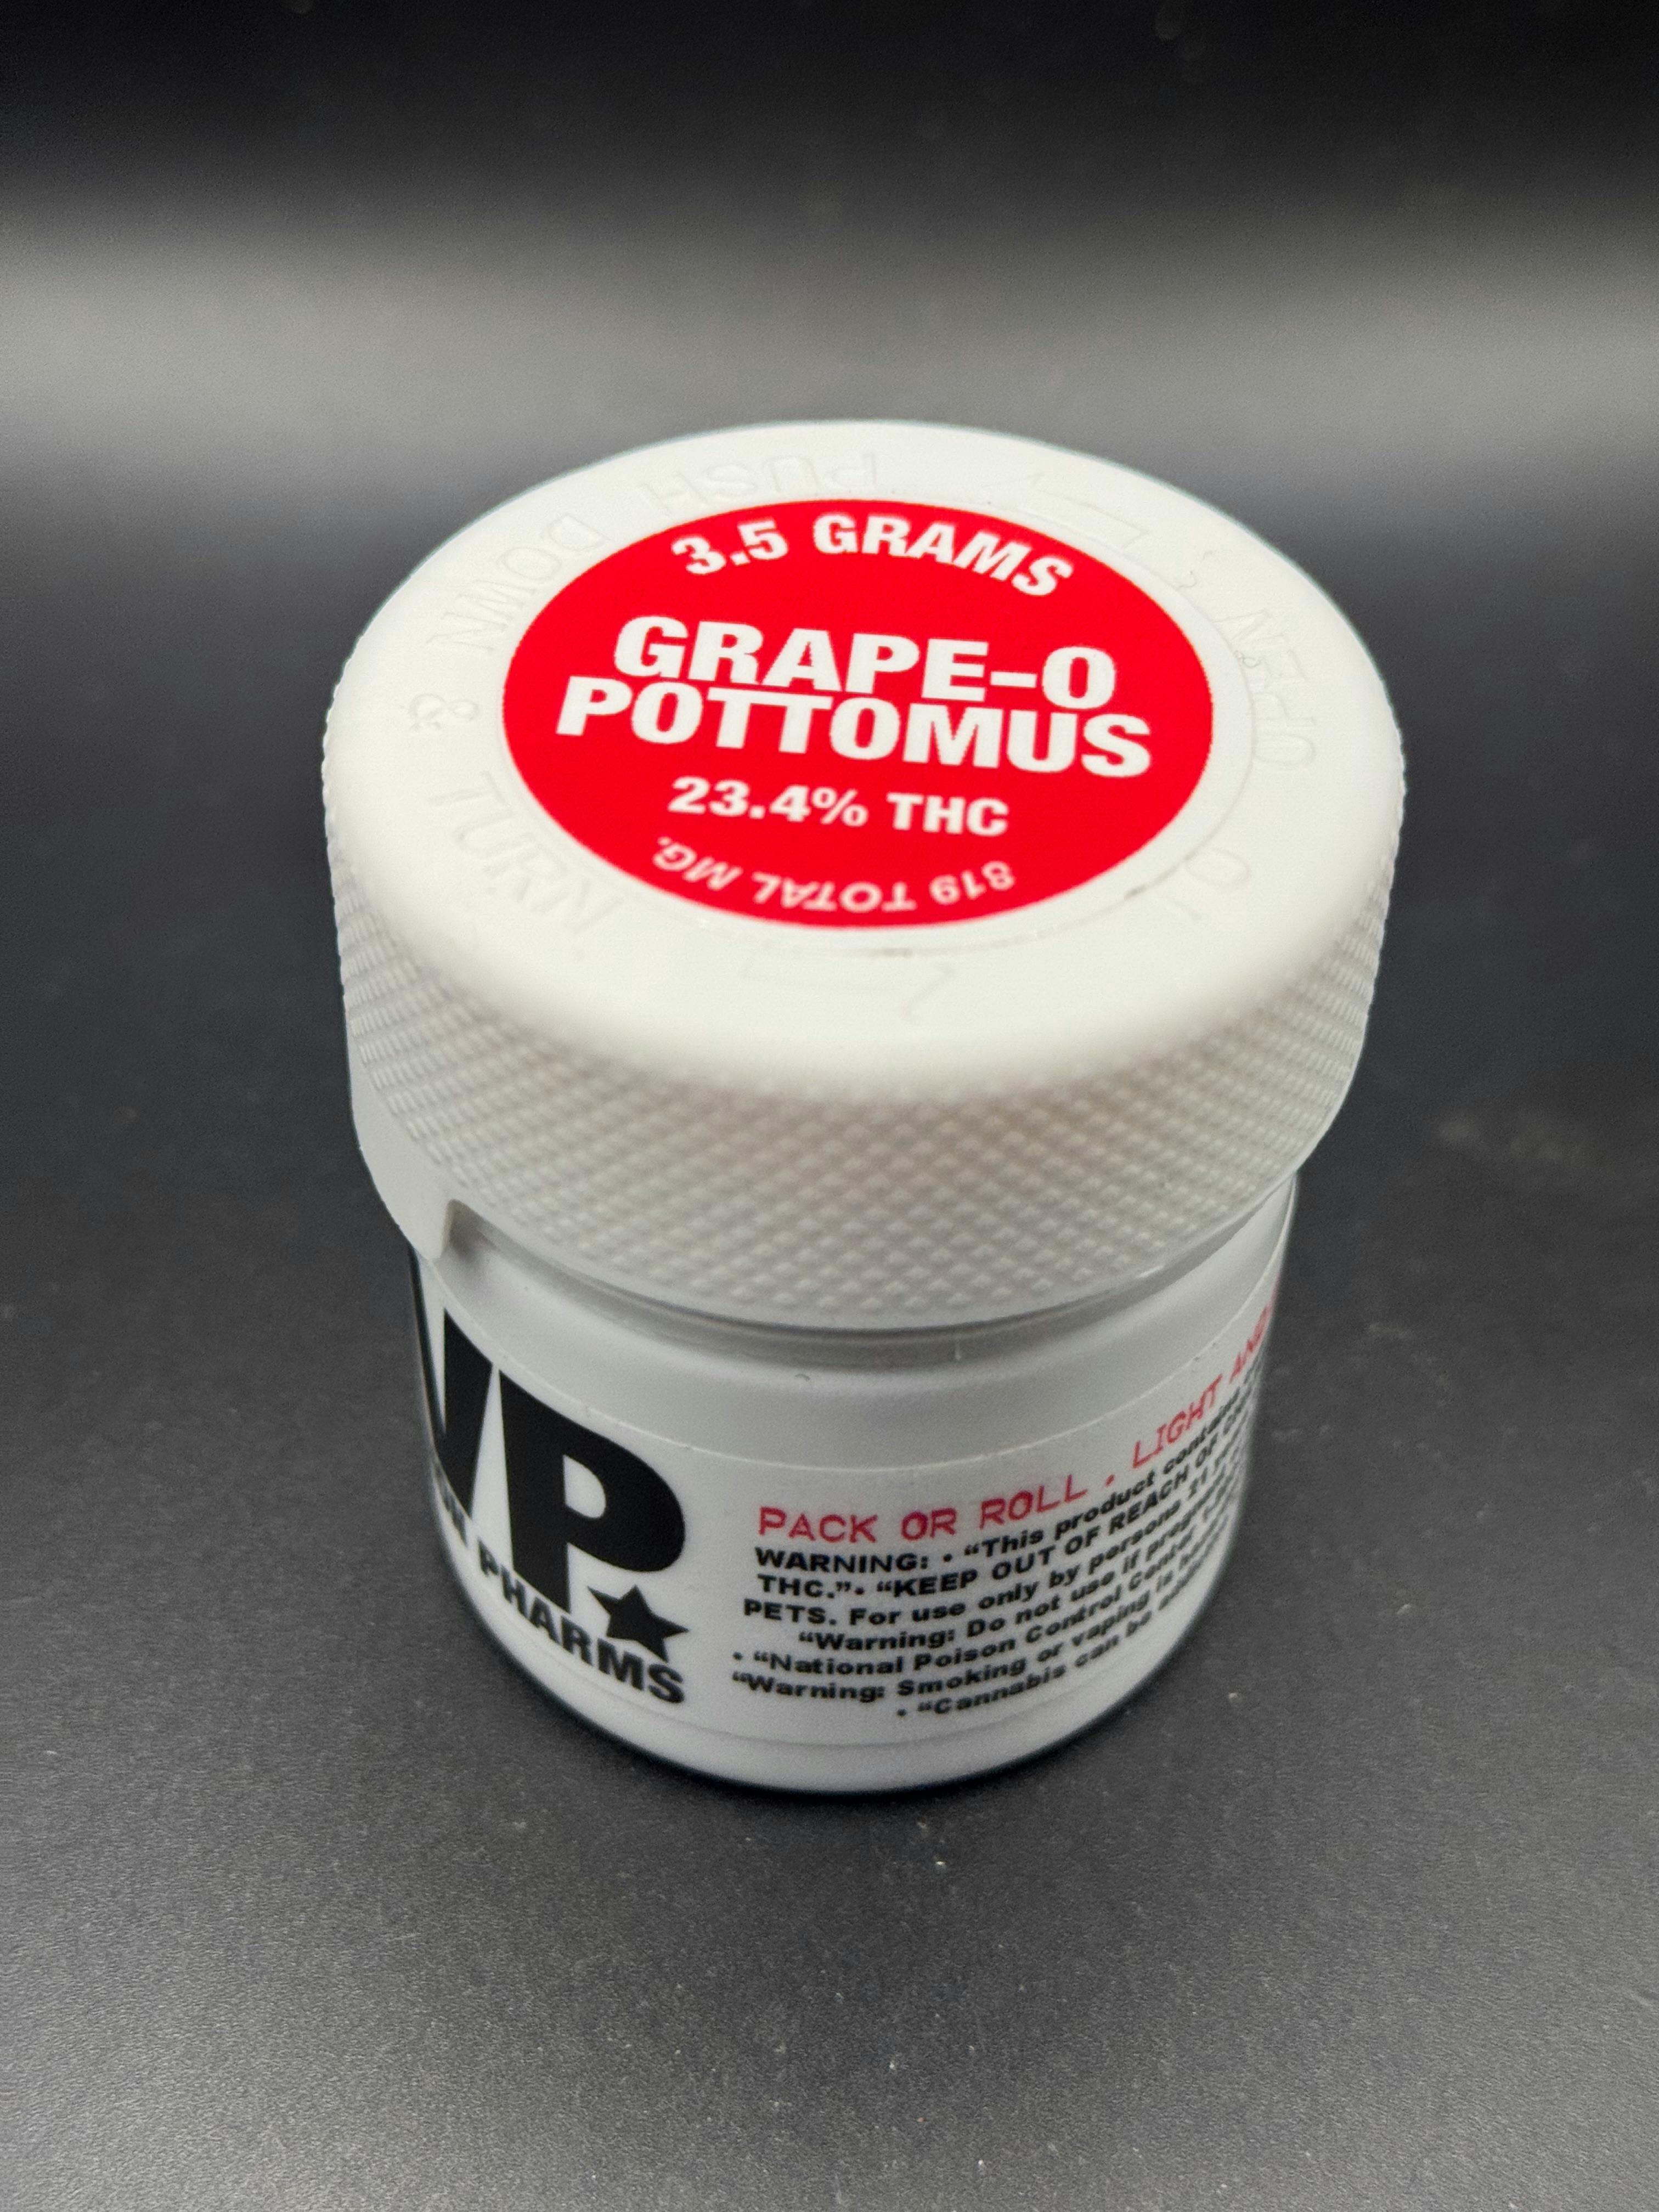 PUSH DOWN & TURN TO OPEN
3.5 GRAMS
GRAPE-O
POTTOMUS
23.4% THC
819 TOTAL MG.
VP
PHARMS
PACK OR ROLL . LIGHT AND
WARNING: • “This product contains
THC.”• “KEEP OUT OF REACH OF
PETS. For use only by persons 21
“Warning: Do not use if
• “National Poison Control Center
“Warning: Smoking or vaping is
• “Cannabis can be